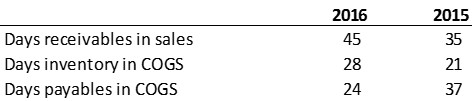 2016 2015
Days receivables in sales 45 35
Days inventory in COGS 28 21
Days payables in COGS 24 37